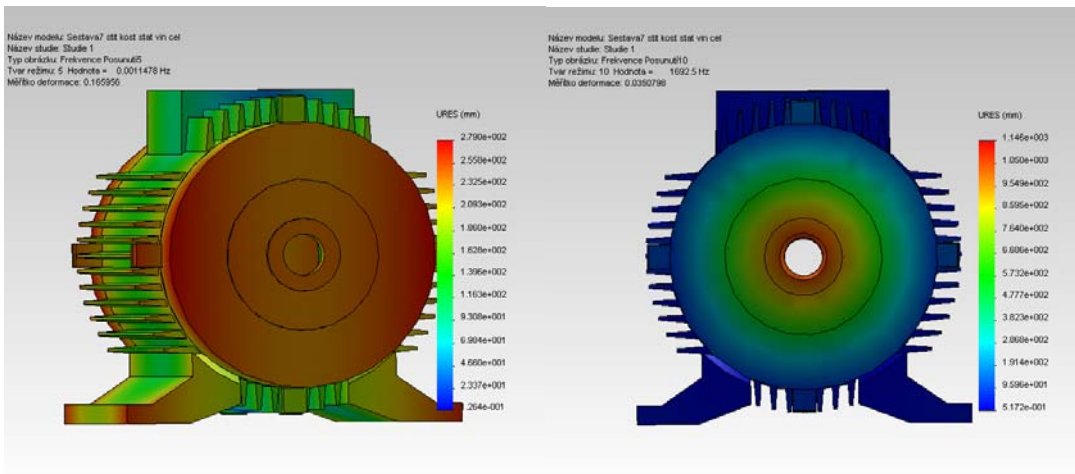 Název modelu: Sestava7 stit kost stat vin cel
Název studie: Studie 1
Typ obrázku: Frekvence Posunutí5
Tvar režimu: 5 Hodnota = 0.0011478 Hz
Měřítko deformace: 0.165956
URES (mm)
2.790e+002
2.558e+002
2.325e+002
2.093e+002
1.860e+002
1.628e+002
1.395e+002
1.163e+002
9.308e+001
6.984e+001
4.660e+001
2.337e+001
1.264e-001
Název modelu: Sestava7 stit kost stat vin cel
Název studie: Studie 1
Typ obrázku: Frekvence Posunutí10
Tvar režimu: 10 Hodnota = 1692.5 Hz
Měřítko deformace: 0.0350798
URES (mm)
1.146e+003
1.050e+003
9.549e+002
8.595e+002
7.640e+002
6.686e+002
5.732e+002
4.777e+002
3.823e+002
2.868e+002
1.914e+002
9.596e+001
5.172e-001